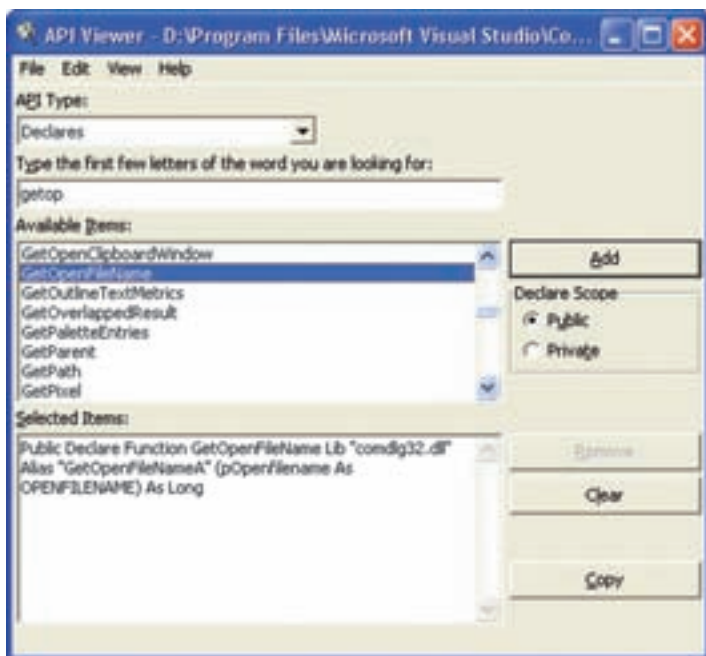 API Viewer - D:\Program Files\Microsoft Visual Studio\Co...
File Edit View Help
API Type:
Declares
Type the first few letters of the word you are looking for:
getop
Available Items:
GetOpenClipboardWindow
GetOpenFileName
GetOutlineTextMetrics
GetOverlappedResult
GetPaletteEntries
GetParent
GetPath
GetPixel
Add
Declare Scope
Public
Private
Selected Items:
Public Declare Function GetOpenFileName Lib "comdlg32.dll"
Alias "GetOpenFileNameA" (pOpenfilename As
OPENFILENAME) As Long
Remove
Clear
Copy